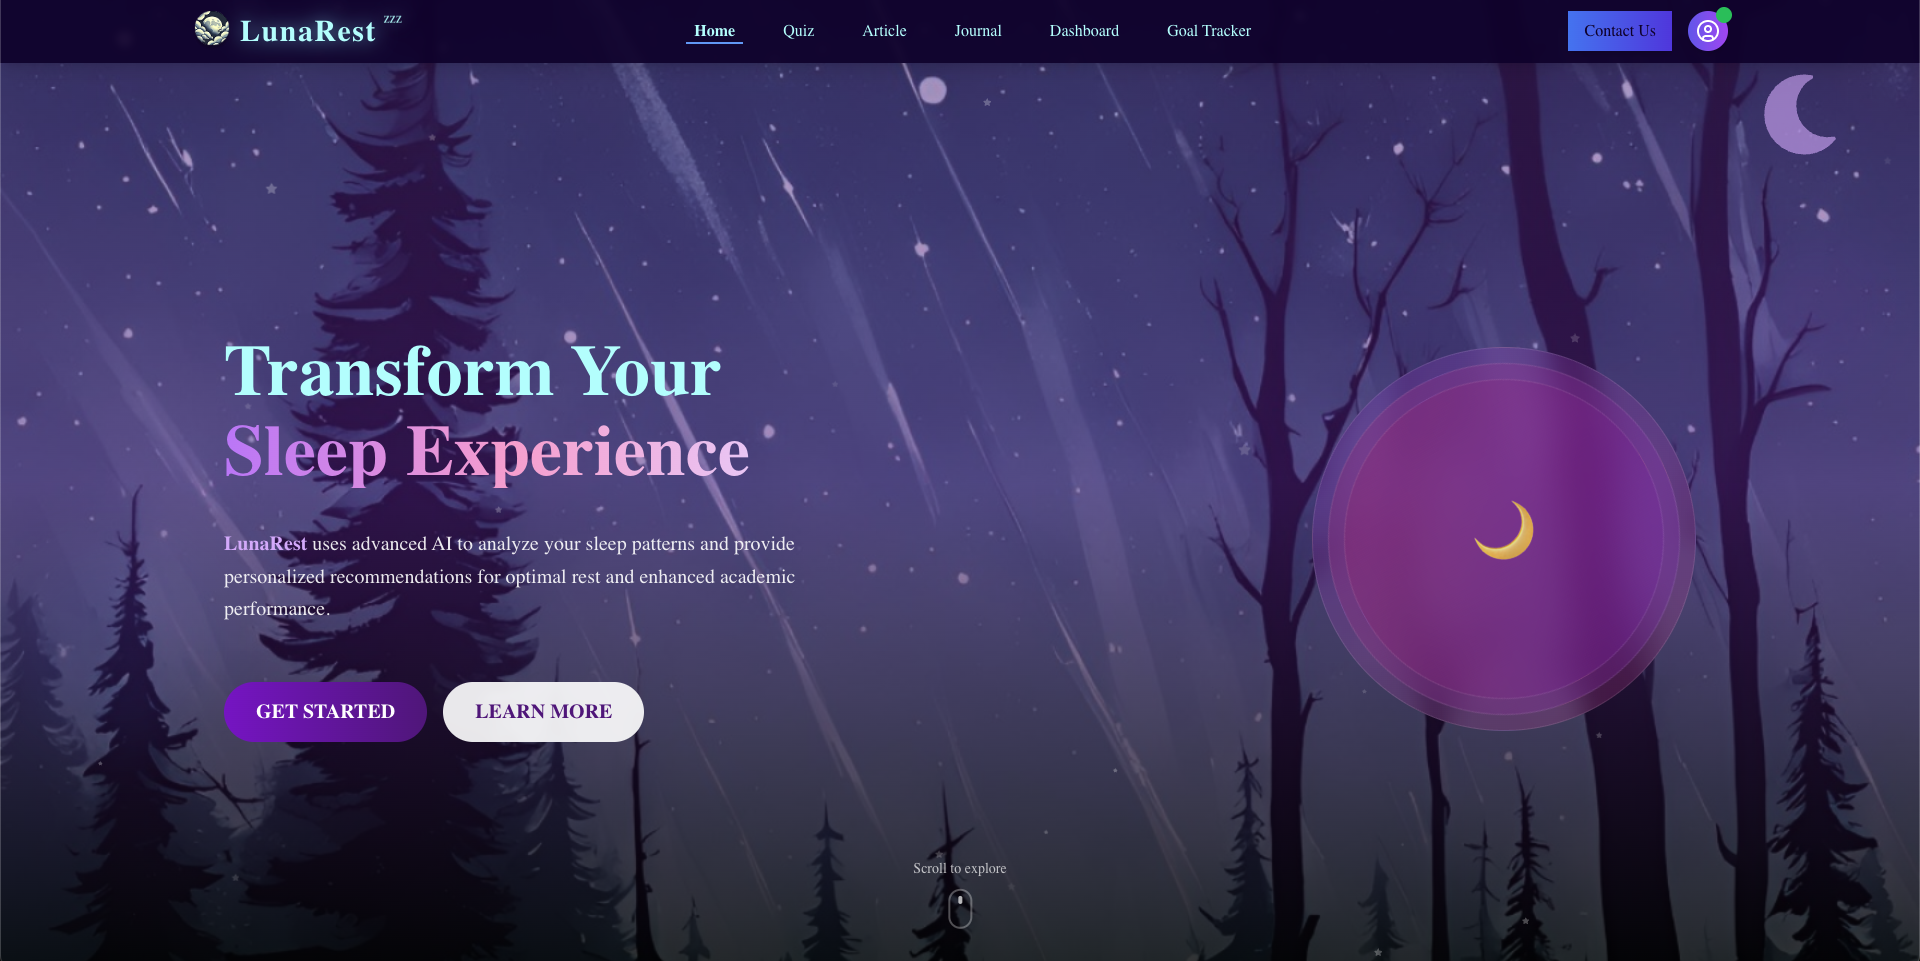 LunaRest zzz
Home
Quiz
Article
Journal
Dashboard
Goal Tracker
Contact Us
Transform Your
Sleep Experience
LunaRest uses advanced AI to analyze your sleep patterns and provide
personalized recommendations for optimal rest and enhanced academic
performance.
GET STARTED
LEARN MORE
Scroll to explore